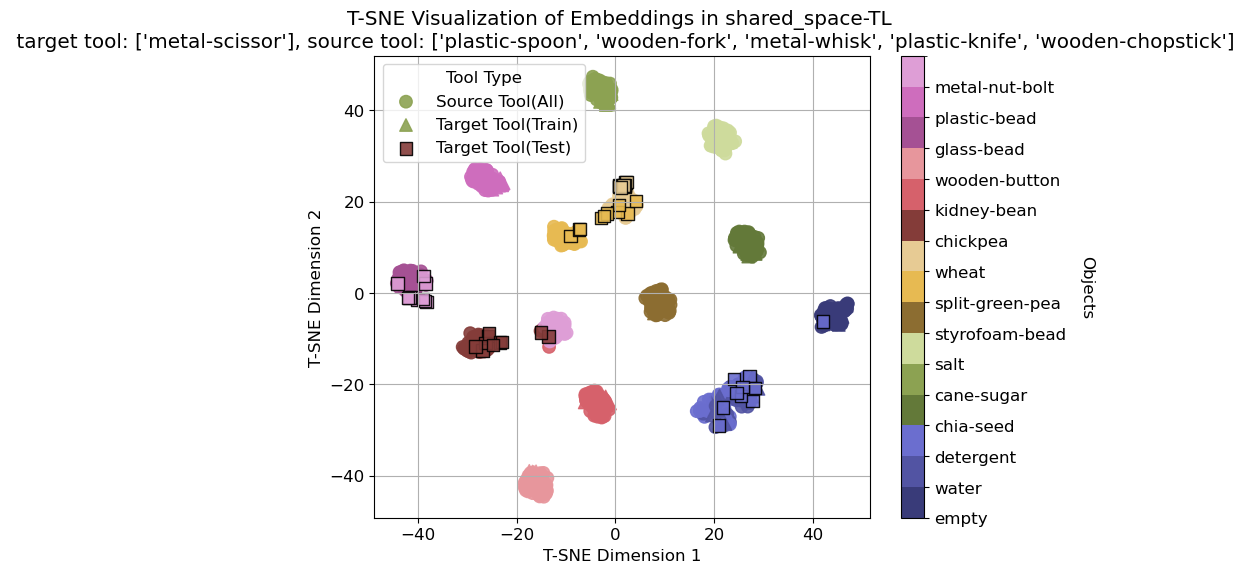 T-SNE Visualization of Embeddings in shared_space-TL
target tool: ['metal-scissor'], source tool: ['plastic-spoon', 'wooden-fork', 'metal-whisk', 'plastic-knife', 'wooden-chopstick']
Tool Type
Source Tool(All)
Target Tool(Train)
Target Tool(Test)
40
20
0
−20
−40
T-SNE Dimension 2
−40
−20
0
20
40
T-SNE Dimension 1
metal-nut-bolt
plastic-bead
glass-bead
wooden-button
kidney-bean
chickpea
wheat
split-green-pea
styrofoam-bead
salt
cane-sugar
chia-seed
detergent
water
empty
Objects